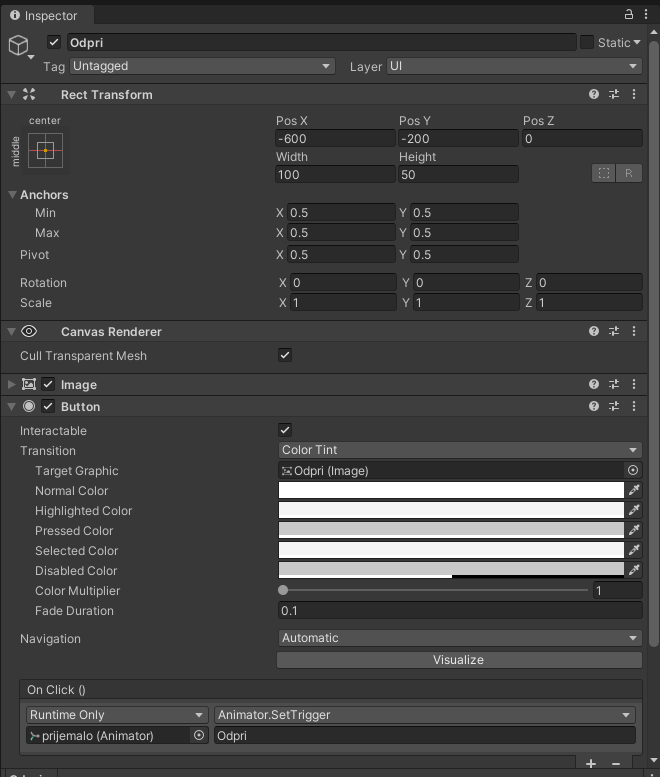 Inspector
Odpri Static
Tag Untagged Layer UI
Rect Transform
center Pos X Pos Y Pos Z
middle -600 -200 0
Width Height
100 50 R
Anchors
Min X 0.5 Y 0.5
Max X 0.5 Y 0.5
Pivot X 0.5 Y 0.5
Rotation X 0 Y 0 Z 0
Scale X 1 Y 1 Z 1
Canvas Renderer
Cull Transparent Mesh
Image
Button
Interactable
Transition Color Tint
Target Graphic Odpri (Image)
Normal Color
Highlighted Color
Pressed Color
Selected Color
Disabled Color
Color Multiplier 1
Fade Duration 0.1
Navigation Automatic
Visualize
On Click ()
Runtime Only Animator.SetTrigger
prijemalo (Animator) Odpri